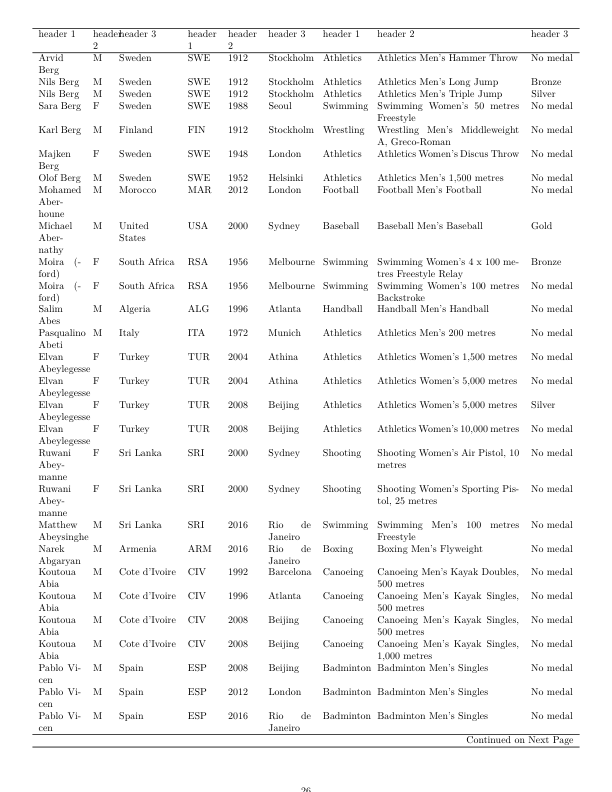 header 1 header 2 header 3 header 1 header 2 header 3 header 1 header 2 header 3
Arvid Berg M Sweden SWE 1912 Stockholm Athletics Athletics Men's Hammer Throw No medal
Nils Berg M Sweden SWE 1912 Stockholm Athletics Athletics Men's Long Jump Bronze
Nils Berg M Sweden SWE 1912 Stockholm Athletics Athletics Men's Triple Jump Silver
Sara Berg F Sweden SWE 1988 Seoul Swimming Swimming Women's 50 metres Freestyle No medal
Karl Berg M Finland FIN 1912 Stockholm Wrestling Wrestling Men's Middleweight A, Greco-Roman No medal
Majken Berg F Sweden SWE 1948 London Athletics Athletics Women's Discus Throw No medal
Olof Berg M Sweden SWE 1952 Helsinki Athletics Athletics Men's 1,500 metres No medal
Mohamed Aber-houne M Morocco MAR 2012 London Football Football Men's Football No medal
Michael Aber-nathy M United States USA 2000 Sydney Baseball Baseball Men's Baseball Gold
Moira (-ford) F South Africa RSA 1956 Melbourne Swimming Swimming Women's 4 x 100 me-tres Freestyle Relay Bronze
Moira (-ford) F South Africa RSA 1956 Melbourne Swimming Swimming Women's 100 metres Backstroke No medal
Salim Abes M Algeria ALG 1996 Atlanta Handball Handball Men's Handball No medal
Pasqualino Abeti M Italy ITA 1972 Munich Athletics Athletics Men's 200 metres No medal
Elvan Abeylegesse F Turkey TUR 2004 Athina Athletics Athletics Women's 1,500 metres No medal
Elvan Abeylegesse F Turkey TUR 2004 Athina Athletics Athletics Women's 5,000 metres No medal
Elvan Abeylegesse F Turkey TUR 2008 Beijing Athletics Athletics Women's 5,000 metres Silver
Elvan Abeylegesse F Turkey TUR 2008 Beijing Athletics Athletics Women's 10,000 metres No medal
Ruwani Abey-manne F Sri Lanka SRI 2000 Sydney Shooting Shooting Women's Air Pistol, 10 metres No medal
Ruwani Abey-manne F Sri Lanka SRI 2000 Sydney Shooting Shooting Women's Sporting Pis-tol, 25 metres No medal
Matthew Abeysinghe M Sri Lanka SRI 2016 Rio de Janeiro Swimming Swimming Men's 100 metres Freestyle No medal
Narek Abgaryan M Armenia ARM 2016 Rio de Janeiro Boxing Boxing Men's Flyweight No medal
Koutoua Abia M Cote d'Ivoire CIV 1992 Barcelona Canoeing Canoeing Men's Kayak Doubles, 500 metres No medal
Koutoua Abia M Cote d'Ivoire CIV 1996 Atlanta Canoeing Canoeing Men's Kayak Singles, 500 metres No medal
Koutoua Abia M Cote d'Ivoire CIV 2008 Beijing Canoeing Canoeing Men's Kayak Singles, 500 metres No medal
Koutoua Abia M Cote d'Ivoire CIV 2008 Beijing Canoeing Canoeing Men's Kayak Singles, 1,000 metres No medal
Pablo Vi-cen M Spain ESP 2008 Beijing Badminton Badminton Men's Singles No medal
Pablo Vi-cen M Spain ESP 2012 London Badminton Badminton Men's Singles No medal
Pablo Vi-cen M Spain ESP 2016 Rio de Janeiro Badminton Badminton Men's Singles No medal
Continued on Next Page
26